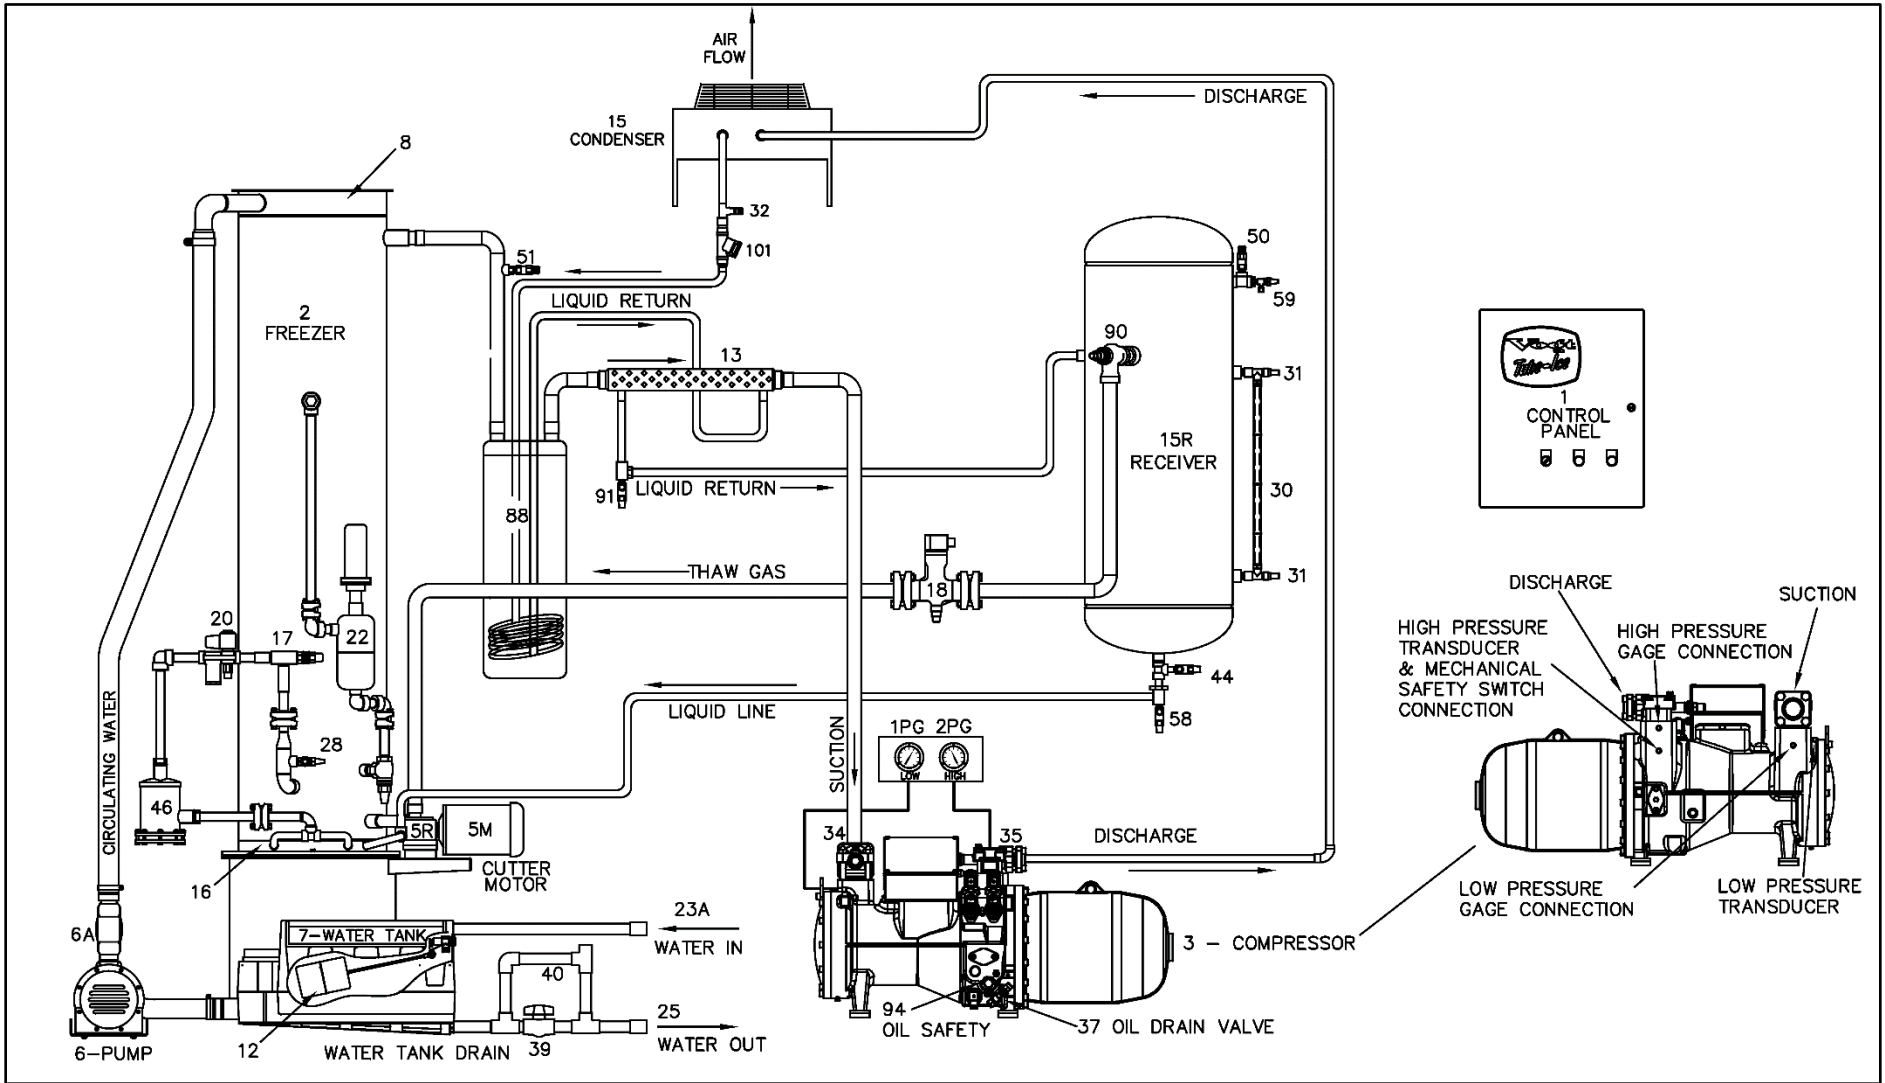 AIR
FLOW
DISCHARGE
15
CONDENSER
8
32
101
51
LIQUID RETURN
2
FREEZER
13
90
50
59
31
15R
RECEIVER
30
31
Vogt
Tube-Ice
1
CONTROL
PANEL
91
LIQUID RETURN
88
THAW GAS
18
20
17
22
28
44
58
LIQUID LINE
CIRCULATING WATER
SUCTION
1PG 2PG
LOW
HIGH
46
5R
5M
CUTTER
MOTOR
16
34
35
DISCHARGE
DISCHARGE
SUCTION
HIGH PRESSURE
TRANSDUCER
& MECHANICAL
SAFETY SWITCH
CONNECTION
HIGH PRESSURE
GAGE CONNECTION
LOW PRESSURE
GAGE CONNECTION
LOW PRESSURE
TRANSDUCER
3 - COMPRESSOR
6A
7-WATER TANK
23A
WATER IN
40
25
WATER OUT
94
OIL SAFETY
37 OIL DRAIN VALVE
6-PUMP
12
WATER TANK DRAIN
39